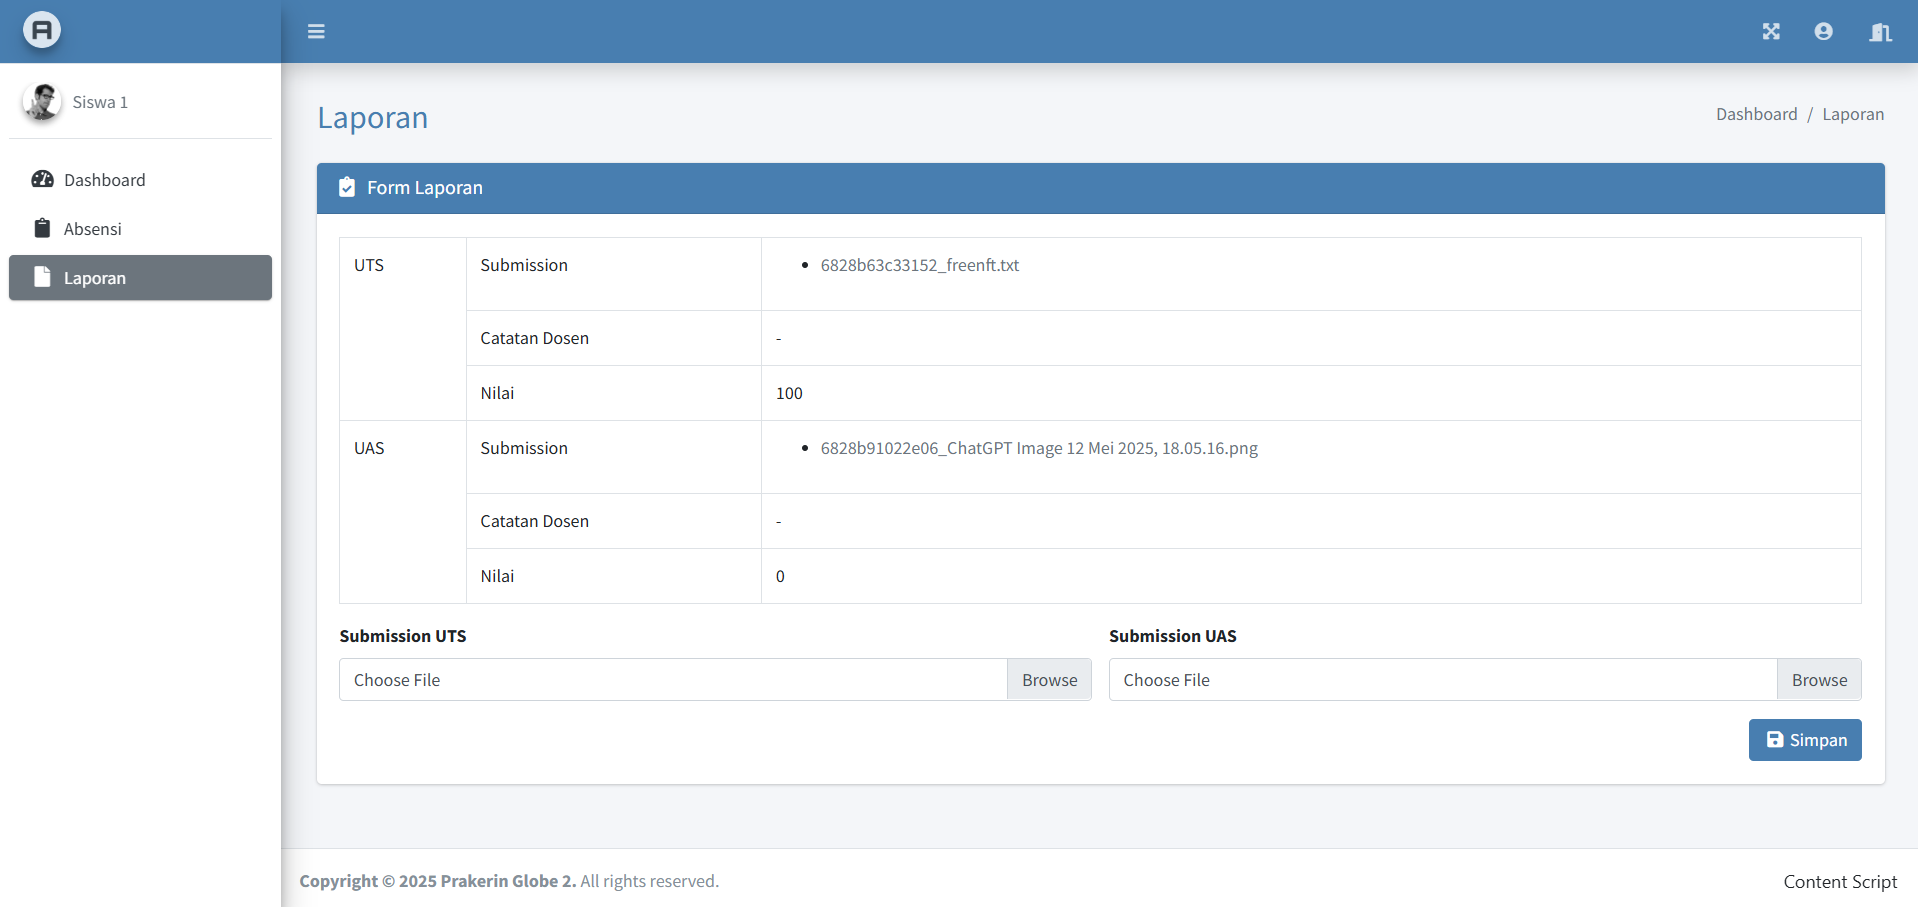 A
Siswa 1
Dashboard
Absensi
Laporan
Laporan
Dashboard / Laporan
Form Laporan
UTS
Submission
6828b63c33152_freenft.txt
Catatan Dosen
-
Nilai
100
UAS
Submission
6828b91022e06_ChatGPT Image 12 Mei 2025, 18.05.16.png
Catatan Dosen
-
Nilai
0
Submission UTS
Choose File
Browse
Submission UAS
Choose File
Browse
Simpan
Copyright © 2025 Prakerin Globe 2. All rights reserved.
Content Script